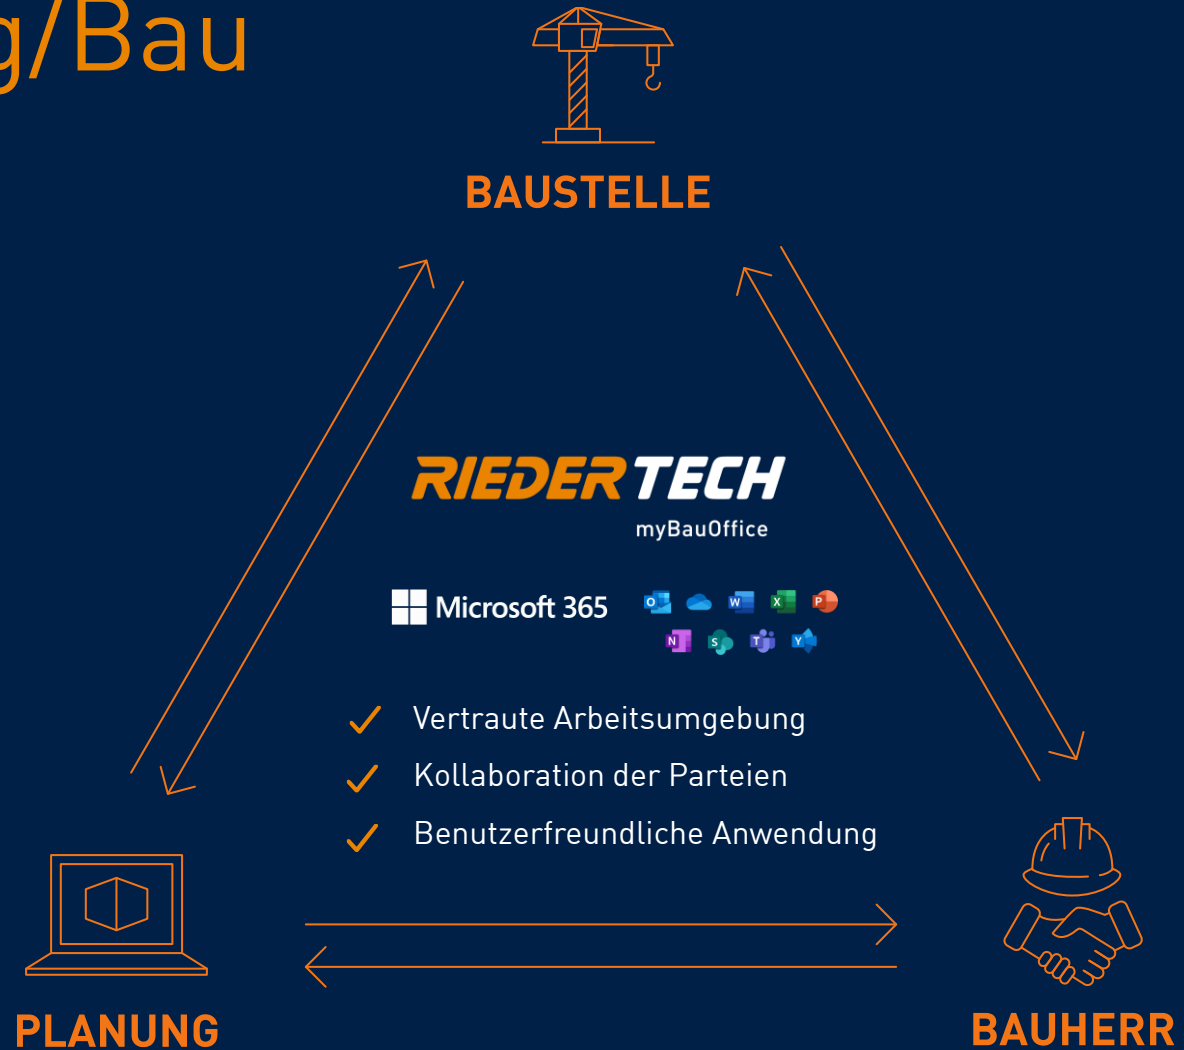 g/Bau
BAUSTELLE
RIEDERTECH
myBauOffice
Microsoft 365
O W X P
N S T Y
Vertraute Arbeitsumgebung
Kollaboration der Parteien
Benutzerfreundliche Anwendung
PLANUNG
BAUHERR